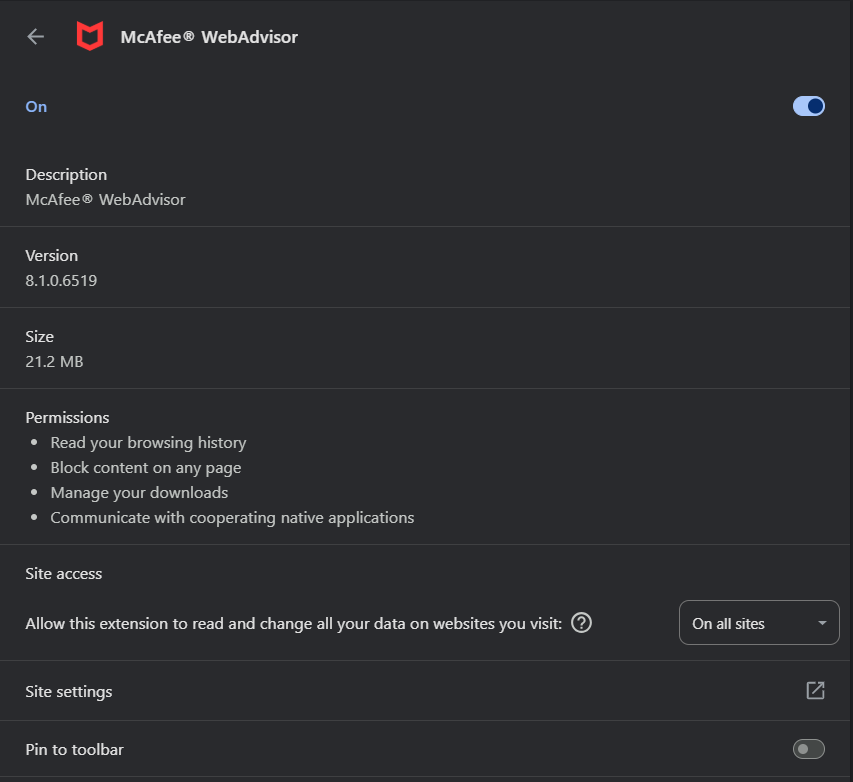 McAfee® WebAdvisor
On
Description
McAfee® WebAdvisor
Version
8.1.0.6519
Size
21.2 MB
Permissions
• Read your browsing history
• Block content on any page
• Manage your downloads
• Communicate with cooperating native applications
Site access
Allow this extension to read and change all your data on websites you visit: ? On all sites
Site settings
Pin to toolbar